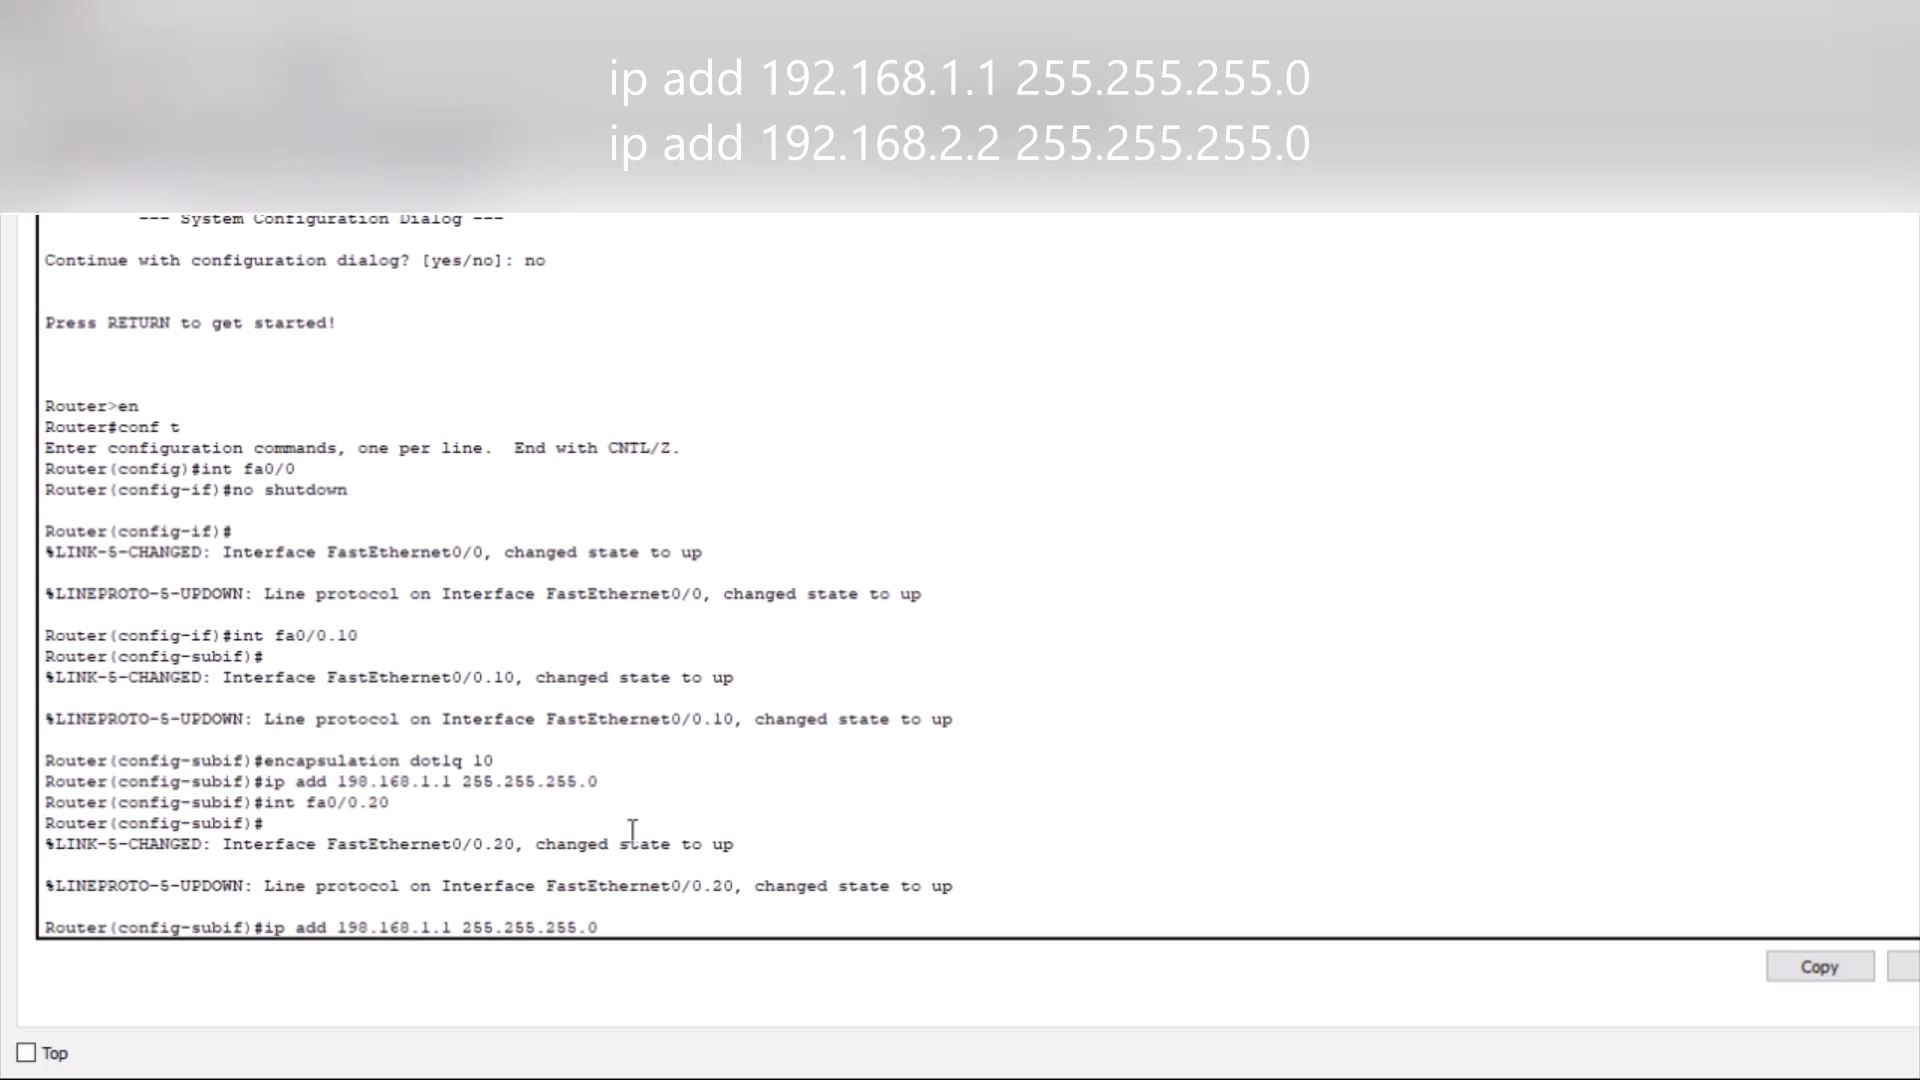 ip add 192.168.1.1 255.255.255.0
ip add 192.168.2.2 255.255.255.0
--- System Configuration Dialog ---
Continue with configuration dialog? [yes/no]: no
Press RETURN to get started!
Router>en
Router#conf t
Enter configuration commands, one per line.  End with CNTL/Z.
Router(config)#int fa0/0
Router(config-if)#no shutdown
Router(config-if)#
%LINK-5-CHANGED: Interface FastEthernet0/0, changed state to up
%LINEPROTO-5-UPDOWN: Line protocol on Interface FastEthernet0/0, changed state to up
Router(config-if)#int fa0/0.10
Router(config-subif)#
%LINK-5-CHANGED: Interface FastEthernet0/0.10, changed state to up
%LINEPROTO-5-UPDOWN: Line protocol on Interface FastEthernet0/0.10, changed state to up
Router(config-subif)#encapsulation dot1q 10
Router(config-subif)#ip add 198.168.1.1 255.255.255.0
Router(config-subif)#int fa0/0.20
Router(config-subif)#
%LINK-5-CHANGED: Interface FastEthernet0/0.20, changed state to up
%LINEPROTO-5-UPDOWN: Line protocol on Interface FastEthernet0/0.20, changed state to up
Router(config-subif)#ip add 198.168.1.1 255.255.255.0
Copy
Top